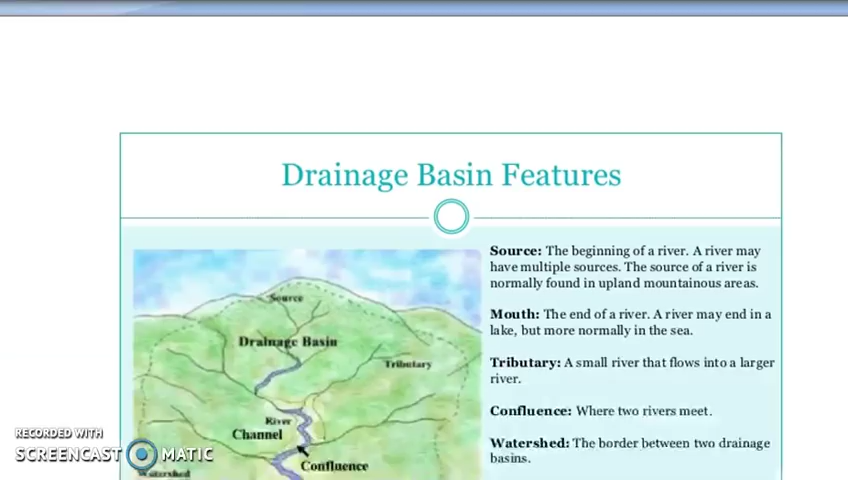 Drainage Basin Features
Source: The beginning of a river. A river may
have multiple sources. The source of a river is
normally found in upland mountainous areas.
Mouth: The end of a river. A river may end in a
lake, but more normally in the sea.
Tributary: A small river that flows into a larger
river.
Confluence: Where two rivers meet.
Watershed: The border between two drainage
basins.
Source
Drainage Basin
Tributary
River
Channel
Confluence
Watershed
RECORDED WITH
SCREENCAST MATIC